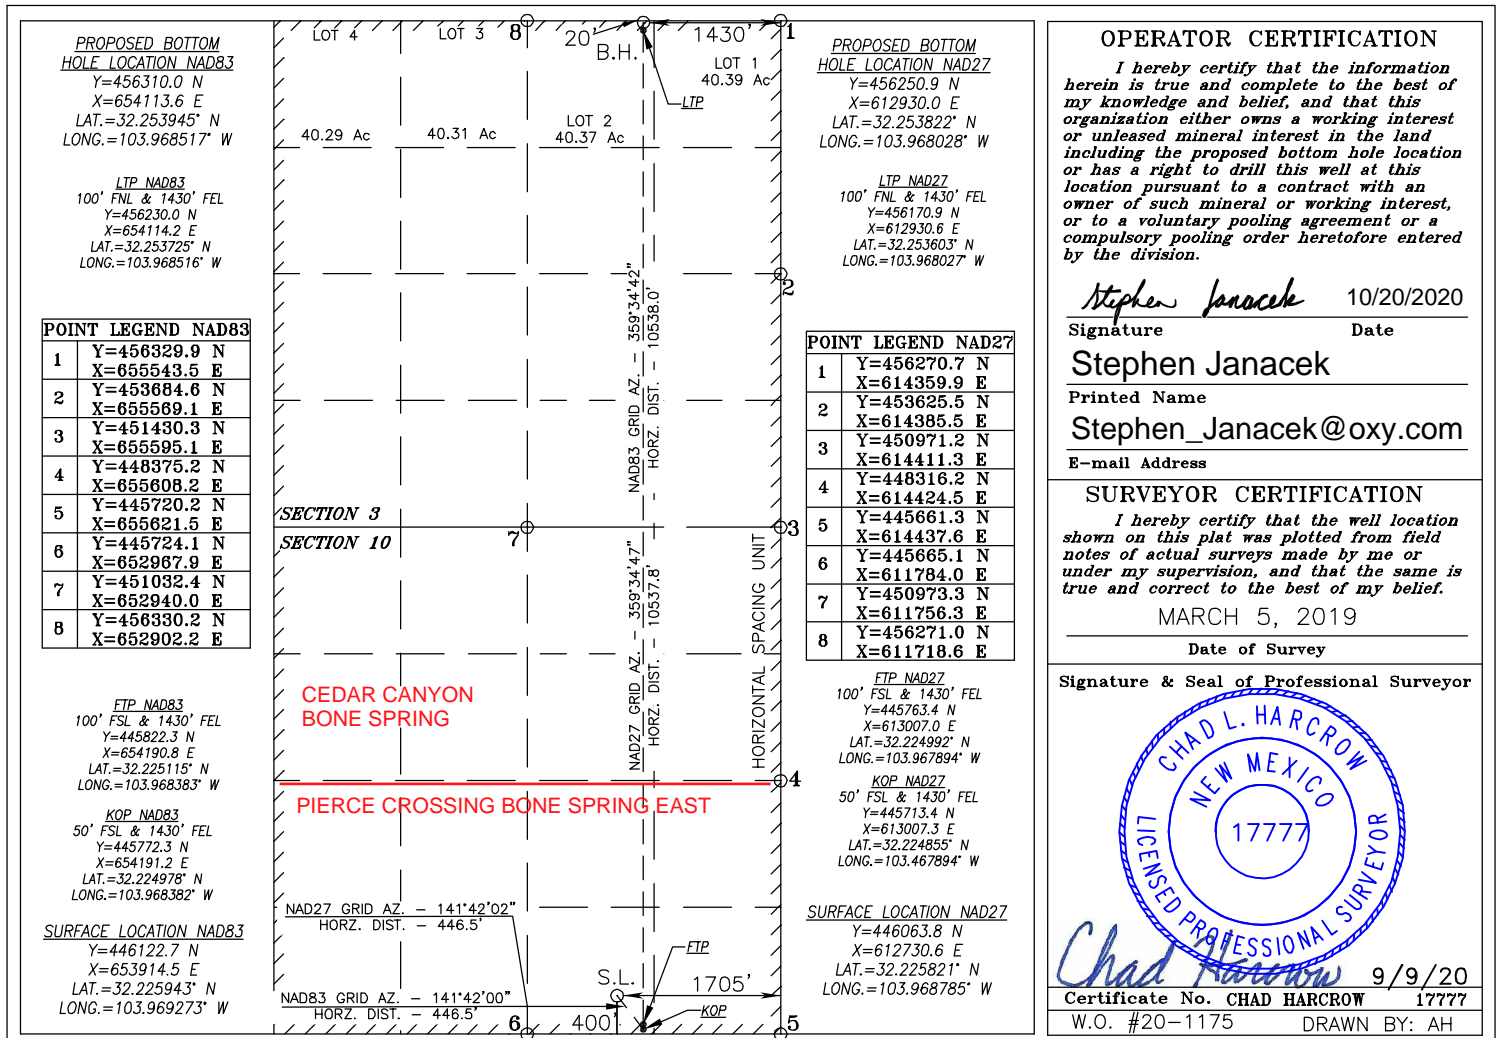 PROPOSED BOTTOM
HOLE LOCATION NAD83
Y=456310.0 N
X=654113.6 E
LAT.=32.253945° N
LONG.=103.968517° W
LTP NAD83
100' FNL & 1430' FEL
Y=456230.0 N
X=654114.2 E
LAT.=32.253725° N
LONG.=103.968516° W
POINT LEGEND NAD83
1 Y=456329.9 N
X=655543.5 E
2 Y=453684.6 N
X=655569.1 E
3 Y=451430.3 N
X=655595.1 E
4 Y=448375.2 N
X=655608.2 E
5 Y=445720.2 N
X=655621.5 E
6 Y=445724.1 N
X=652967.9 E
7 Y=451032.4 N
X=652940.0 E
8 Y=456330.2 N
X=652902.2 E
FTP NAD83
100' FSL & 1430' FEL
Y=445822.3 N
X=654190.8 E
LAT.=32.225115° N
LONG.=103.968383° W
KOP NAD83
50' FSL & 1430' FEL
Y=445772.3 N
X=654191.2 E
LAT.=32.224978° N
LONG.=103.968382° W
SURFACE LOCATION NAD83
Y=446122.7 N
X=653914.5 E
LAT.=32.225943° N
LONG.=103.969273° W
LOT 4
LOT 3
8
20'
B.H.
1430'
1
LOT 1
40.39 Ac
LTP
LOT 2
40.29 Ac
40.31 Ac
40.37 Ac
2
NAD83 GRID AZ. - 359°34'42"
HORZ. DIST. - 10538.0'
SECTION 3
SECTION 10
7
3
NAD27 GRID AZ. - 359°34'47"
HORZ. DIST. - 10537.8'
HORIZONTAL SPACING UNIT
CEDAR CANYON
BONE SPRING
4
PIERCE CROSSING BONE SPRING EAST
NAD27 GRID AZ. - 141°42'02"
HORZ. DIST. - 446.5'
FTP
S.L.
1705'
NAD83 GRID AZ. - 141°42'00"
HORZ. DIST. - 446.5'
KOP
6
400'
5
PROPOSED BOTTOM
HOLE LOCATION NAD27
Y=456250.9 N
X=612930.0 E
LAT.=32.253822° N
LONG.=103.968028° W
LTP NAD27
100' FNL & 1430' FEL
Y=456170.9 N
X=612930.6 E
LAT.=32.253603° N
LONG.=103.968027° W
POINT LEGEND NAD27
1 Y=456270.7 N
X=614359.9 E
2 Y=453625.5 N
X=614385.5 E
3 Y=450971.2 N
X=614411.3 E
4 Y=448316.2 N
X=614424.5 E
5 Y=445661.3 N
X=614437.6 E
6 Y=445665.1 N
X=611784.0 E
7 Y=450973.3 N
X=611756.3 E
8 Y=456271.0 N
X=611718.6 E
FTP NAD27
100' FSL & 1430' FEL
Y=445763.4 N
X=613007.0 E
LAT.=32.224992° N
LONG.=103.967894° W
KOP NAD27
50' FSL & 1430' FEL
Y=445713.4 N
X=613007.3 E
LAT.=32.224855° N
LONG.=103.467894° W
SURFACE LOCATION NAD27
Y=446063.8 N
X=612730.6 E
LAT.=32.225821° N
LONG.=103.968785° W
OPERATOR CERTIFICATION
I hereby certify that the information
herein is true and complete to the best of
my knowledge and belief, and that this
organization either owns a working interest
or unleased mineral interest in the land
including the proposed bottom hole location
or has a right to drill this well at this
location pursuant to a contract with an
owner of such mineral or working interest,
or to a voluntary pooling agreement or a
compulsory pooling order heretofore entered
by the division.
Stephen Janacek 10/20/2020
Signature Date
Stephen Janacek
Printed Name
Stephen_Janacek@oxy.com
E-mail Address
SURVEYOR CERTIFICATION
I hereby certify that the well location
shown on this plat was plotted from field
notes of actual surveys made by me or
under my supervision, and that the same is
true and correct to the best of my belief.
MARCH 5, 2019
Date of Survey
Signature & Seal of Professional Surveyor
CHAD L. HARCROW
NEW MEXICO
17777
LICENSED PROFESSIONAL SURVEYOR
Chad Harcrow 9/9/20
Certificate No. CHAD HARCROW 17777
W.O. #20-1175 DRAWN BY: AH